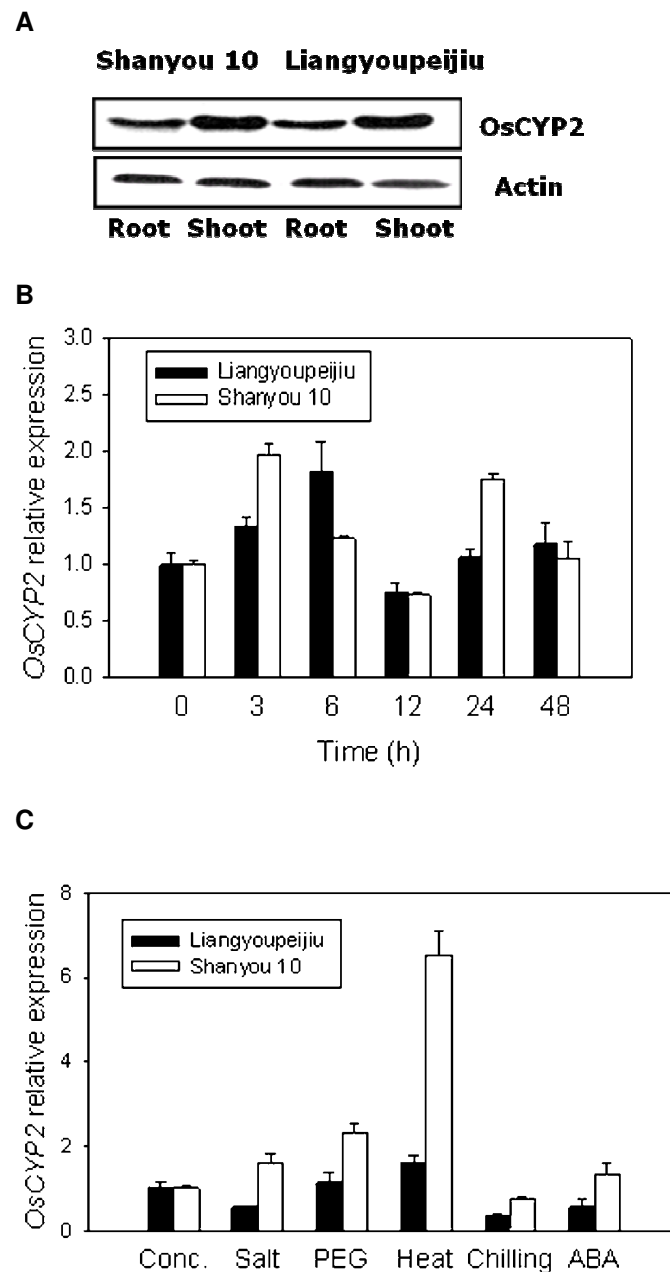 A
Shanyou 10 Liangyoupeijiu
OsCYP2
Actin
Root Shoot Root Shoot
B
OsCYP2 relative expression
3.0
2.5
2.0
1.5
1.0
0.5
0.0
Liangyoupeijiu
Shanyou 10
0 3 6 12 24 48
Time (h)
C
OsCYP2 relative expression
8
6
4
2
0
Liangyoupeijiu
Shanyou 10
Conc. Salt PEG Heat Chilling ABA